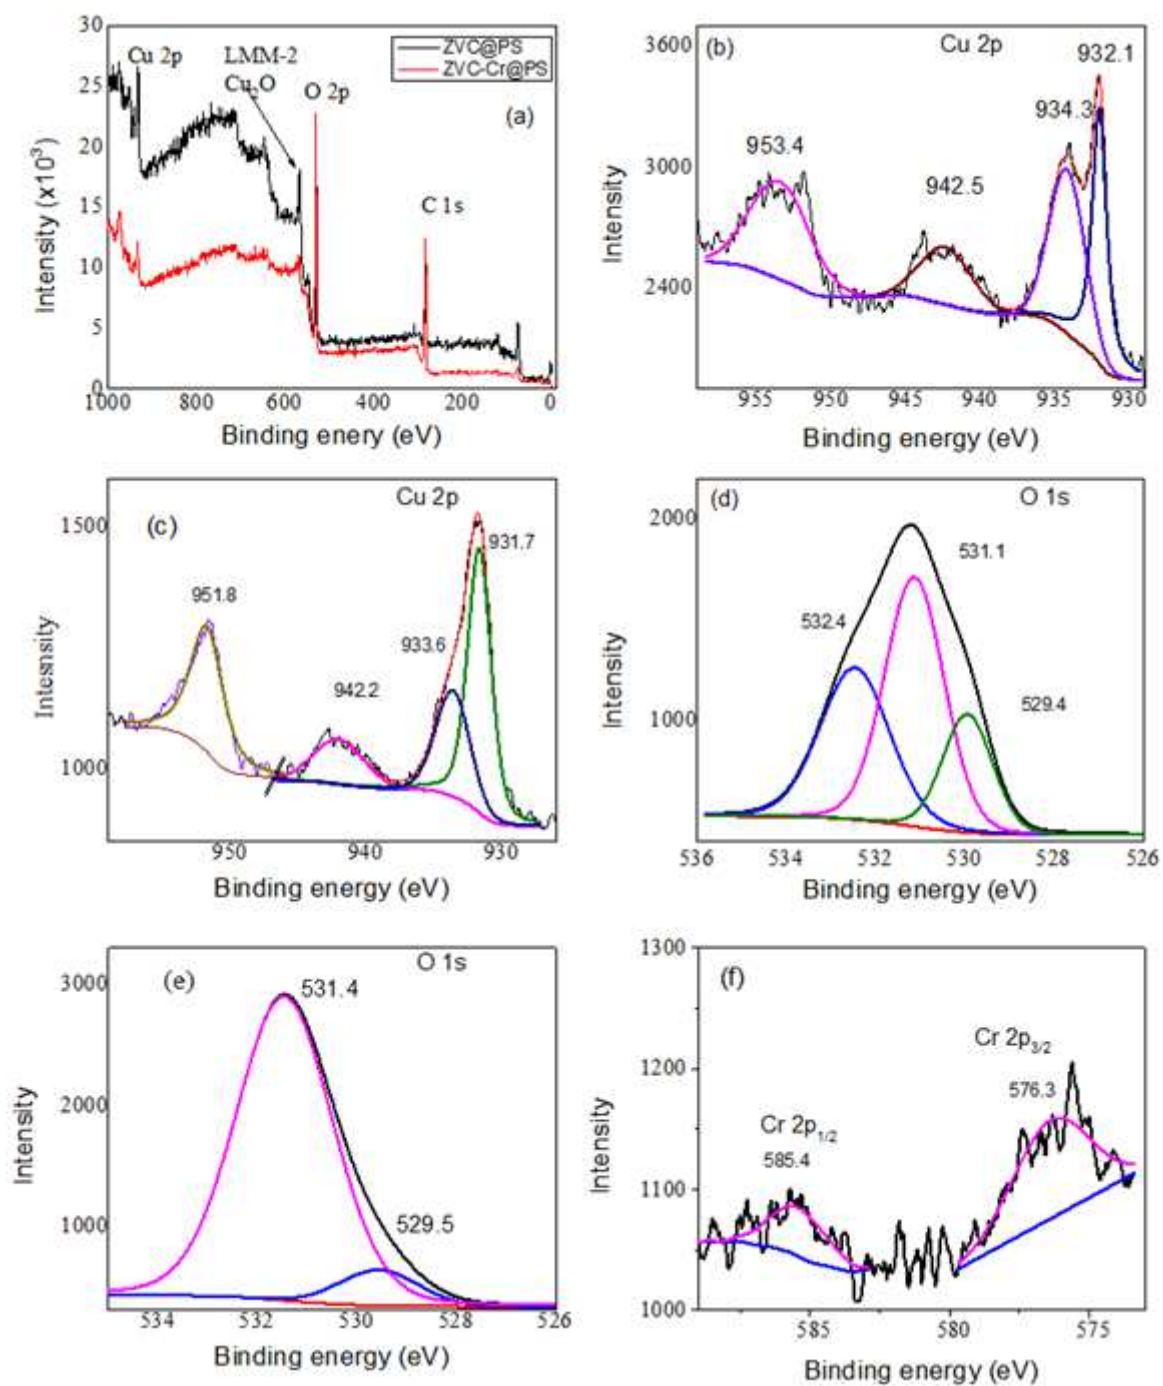 30
25
20
15
10
5
0
Intensity (x10³)
Cu 2p
LMM-2
Cu₂O
O 2p
C 1s
ZVC@PS
ZVC-Cr@PS
(a)
1000 800 600 400 200 0
Binding enery (eV)
3600
3000
2400
Intensity
(b)
Cu 2p
932.1
934.3
953.4
942.5
955 950 945 940 935 930
Binding energy (eV)
1500
1000
Intesnsity
(c)
Cu 2p
931.7
951.8
933.6
942.2
950 940 930
Binding energy (eV)
2000
1000
Intensity
(d)
O 1s
531.1
532.4
529.4
536 534 532 530 528 526
Binding energy (eV)
3000
2000
1000
Intensity
(e)
O 1s
531.4
529.5
534 532 530 528 526
Binding energy (eV)
1300
1200
1100
1000
Intensity
(f)
Cr 2p₃/₂
576.3
Cr 2p₁/₂
585.4
585 580 575
Binding energy (eV)